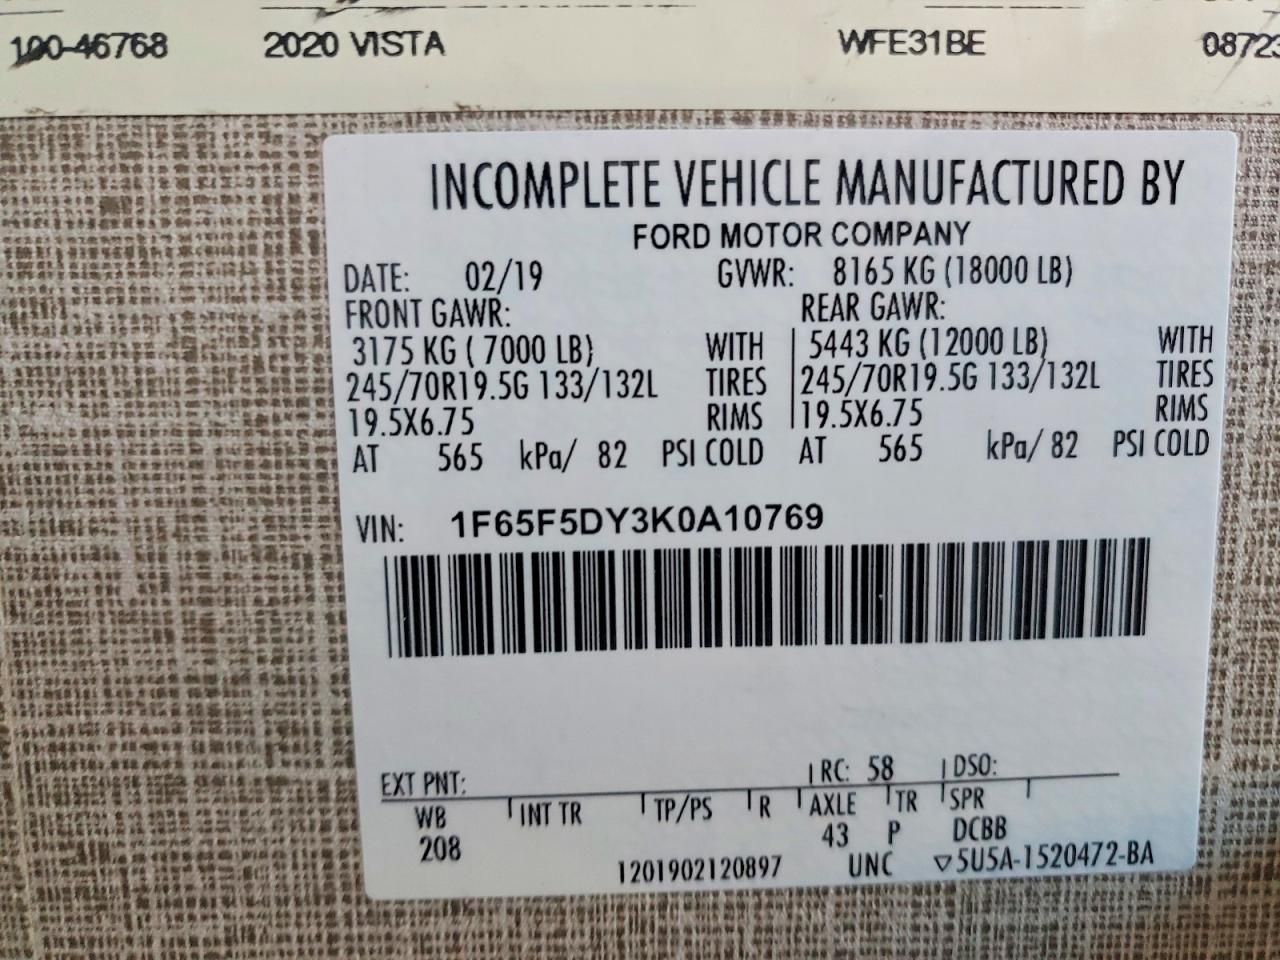 100-46768 2020 VISTA WFE31BE 08723
INCOMPLETE VEHICLE MANUFACTURED BY
FORD MOTOR COMPANY
DATE: 02/19 GVWR: 8165 KG (18000 LB)
FRONT GAWR: REAR GAWR:
3175 KG ( 7000 LB) WITH 5443 KG (12000 LB) WITH
245/70R19.5G 133/132L TIRES 245/70R19.5G 133/132L TIRES
19.5X6.75 RIMS 19.5X6.75 RIMS
AT 565 kPa/ 82 PSI COLD AT 565 kPa/ 82 PSI COLD
VIN: 1F65F5DY3K0A10769
EXT PNT: RC: 58 DSO:
WB INT TR TP/PS R AXLE TR SPR
208 43 P DCBB
1201902120897 UNC ▽5U5A-1520472-BA